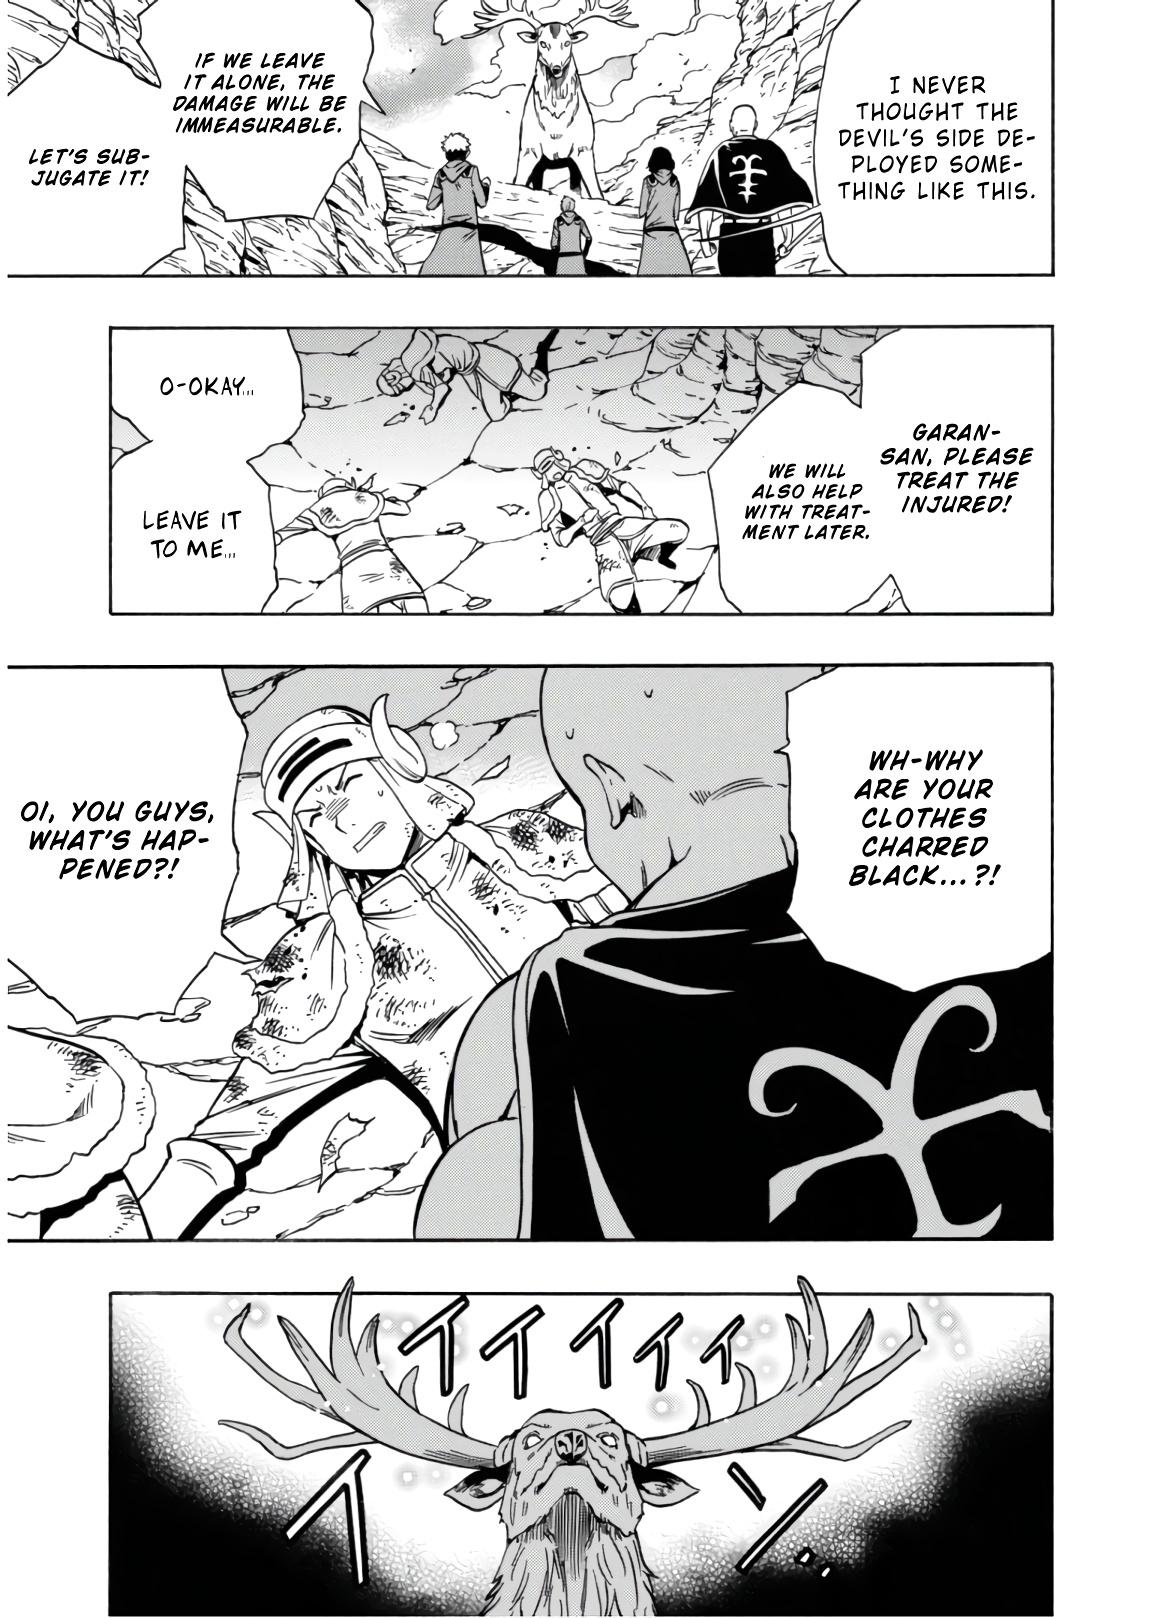 I NEVER
THOUGHT THE
DEVIL'S SIDE DE-
PLOYED SOME-
THING LIKE THIS.
IF WE LEAVE
IT ALONE, THE
DAMAGE WILL BE
IMMEASURABLE.
LET'S SUB-
JUGATE IT!
GARAN-
SAN, PLEASE
TREAT THE
INJURED!
WE WILL
ALSO HELP
WITH TREAT-
MENT LATER.
O-OKAY...
LEAVE IT
TO ME...
WH-WHY
ARE YOUR
CLOTHES
CHARRED
BLACK...?!
OI, YOU GUYS,
WHAT'S HAP-
PENED?!
イイイイイ
イン